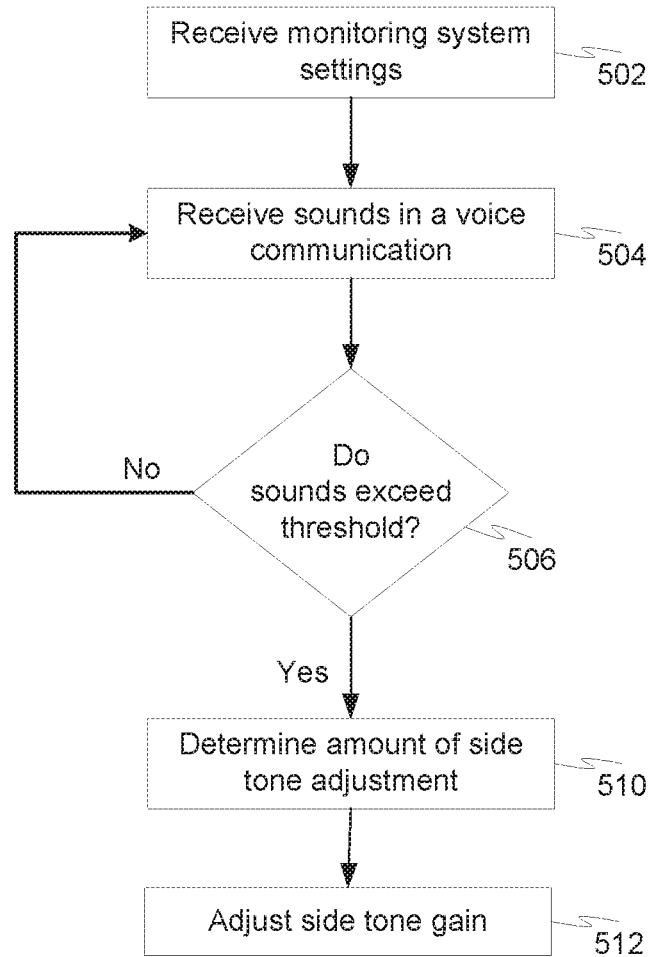 Receive monitoring system
settings
502
Receive sounds in a voice
communication
504
No
Do
sounds exceed
threshold?
506
Yes
Determine amount of side
tone adjustment
510
Adjust side tone gain
512